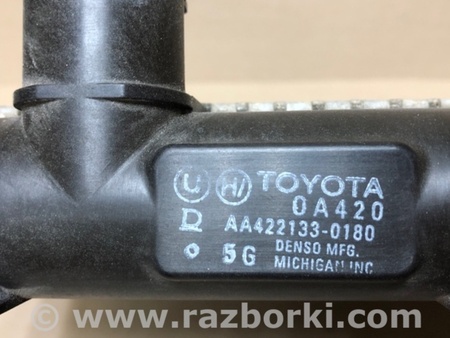 U H/ TOYOTA
0A420
D AA422133-0180
5G DENSO MFG.
MICHIGAN INC
www.razborki.com